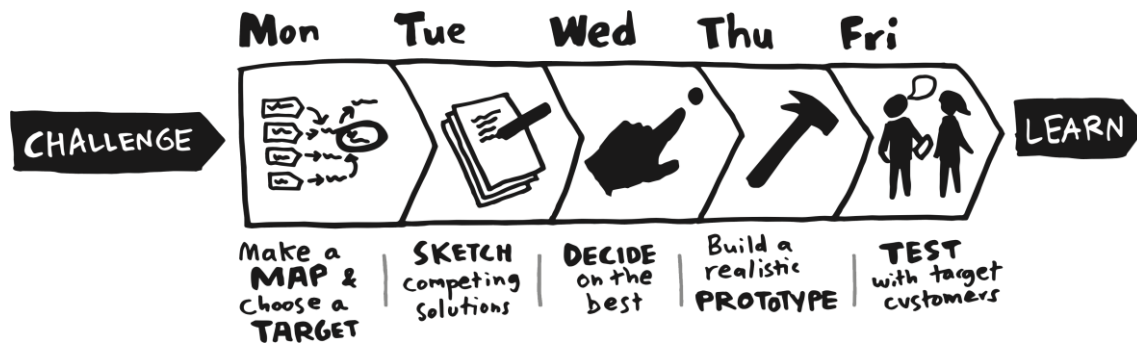 Mon Tue Wed Thu Fri
CHALLENGE
LEARN
Make a
MAP &
choose a
TARGET
SKETCH
competing
solutions
DECIDE
on the
best
Build a
realistic
PROTOTYPE
TEST
with target
customers